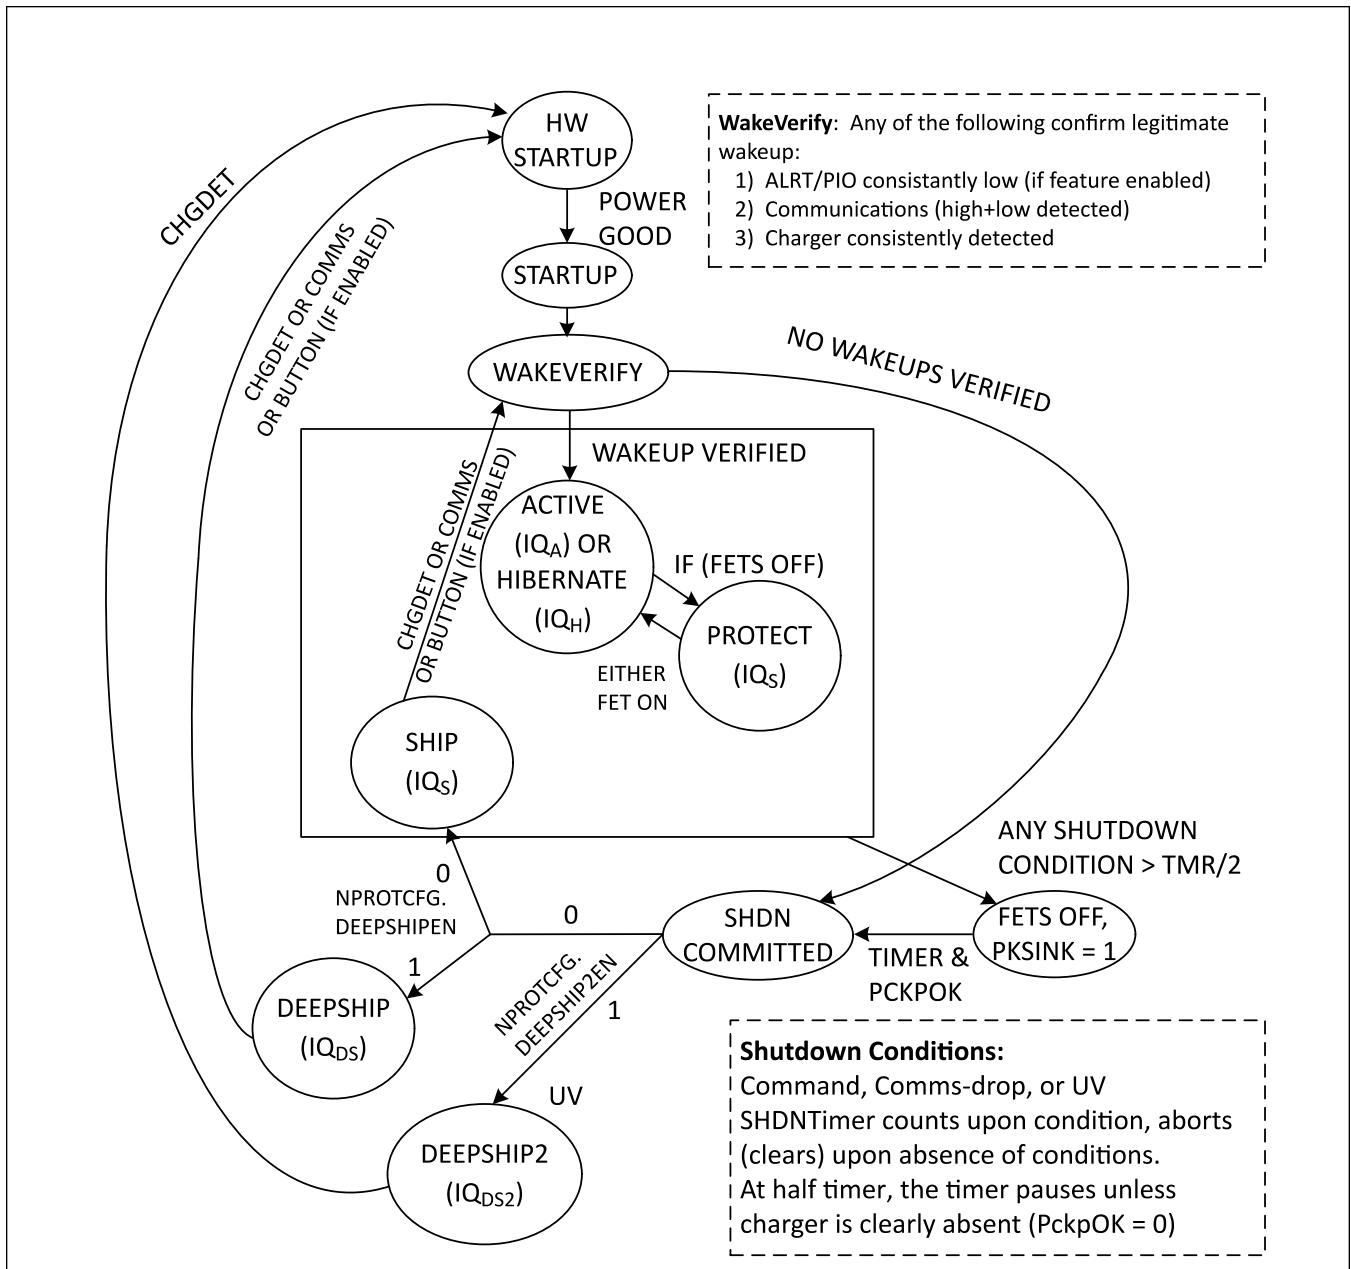 HW
STARTUP
POWER
GOOD
STARTUP
WAKEVERIFY
WakeVerify:  Any of the following confirm legitimate
wakeup:
1) ALRT/PIO consistantly low (if feature enabled)
2) Communications (high+low detected)
3) Charger consistently detected
CHGDET
CHGDET OR COMMS
OR BUTTON (IF ENABLED)
NO WAKEUPS VERIFIED
WAKEUP VERIFIED
CHGDET OR COMMS
OR BUTTON (IF ENABLED)
ACTIVE
(IQA) OR
HIBERNATE
(IQH)
IF (FETS OFF)
PROTECT
(IQS)
EITHER
FET ON
SHIP
(IQS)
ANY SHUTDOWN
CONDITION > TMR/2
0
NPROTCFG.
DEEPSHIPEN
1
0
SHDN
COMMITTED
FETS OFF,
PKSINK = 1
TIMER &
PCKPOK
DEEPSHIP
(IQDS)
NPROTCFG.
DEEPSHIP2EN
1
UV
DEEPSHIP2
(IQDS2)
Shutdown Conditions:
Command, Comms-drop, or UV
SHDNTimer counts upon condition, aborts
(clears) upon absence of conditions.
At half timer, the timer pauses unless
charger is clearly absent (PckpOK = 0)